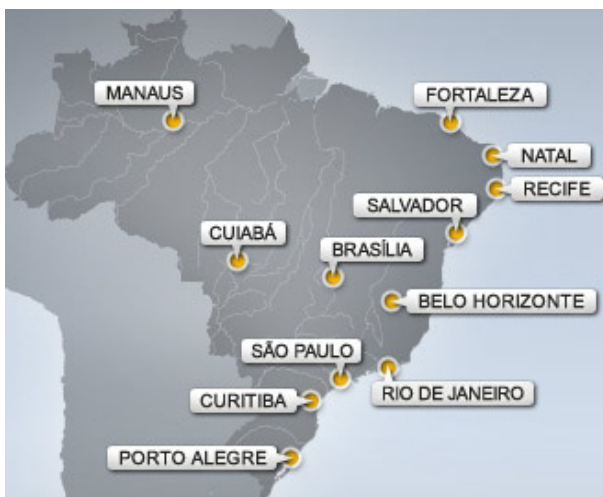 MANAUS
FORTALEZA
NATAL
RECIFE
SALVADOR
CUIABÁ
BRASÍLIA
BELO HORIZONTE
SÃO PAULO
RIO DE JANEIRO
CURITIBA
PORTO ALEGRE